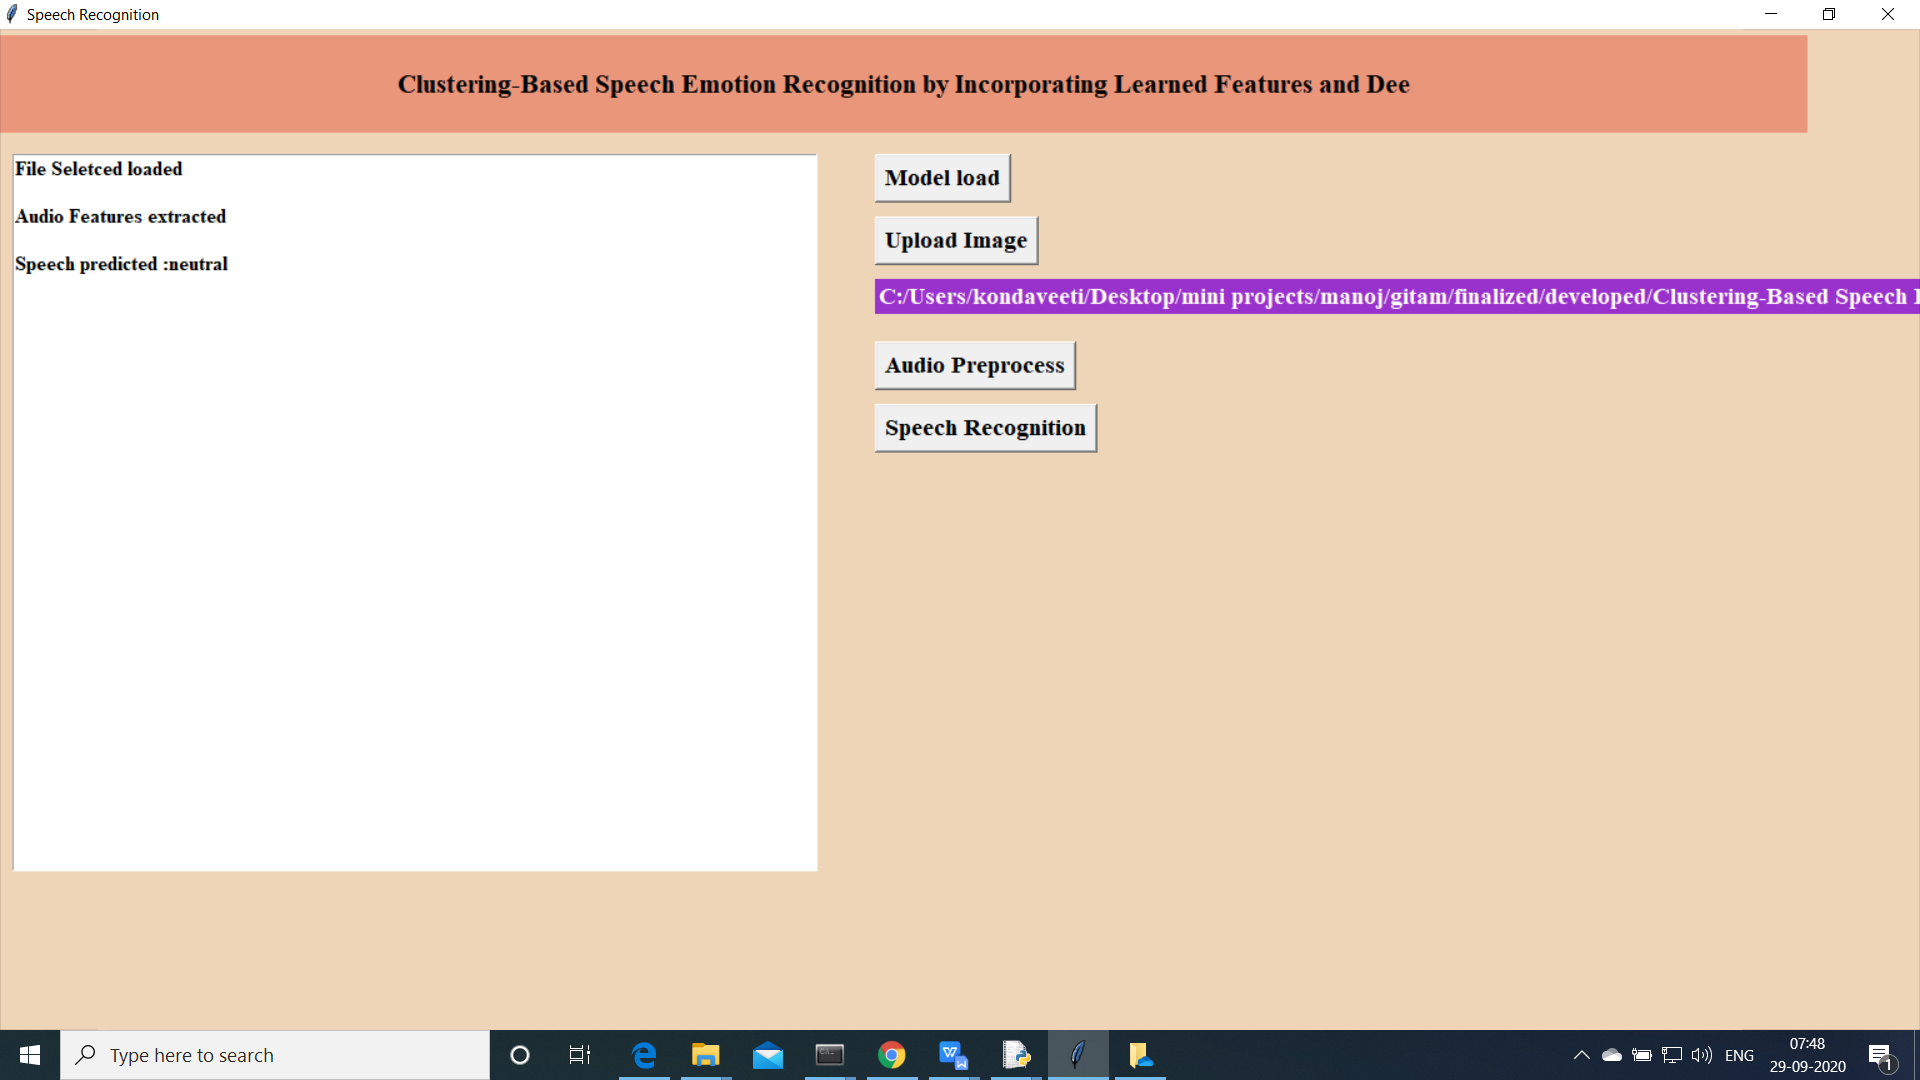 Speech Recognition
Clustering-Based Speech Emotion Recognition by Incorporating Learned Features and Dee
File Seletced loaded
Audio Features extracted
Speech predicted :neutral
Model load
Upload Image
C:/Users/kondaveeti/Desktop/mini projects/manoj/gitam/finalized/developed/Clustering-Based Speech
Audio Preprocess
Speech Recognition
Type here to search
ENG
07:48
29-09-2020
1